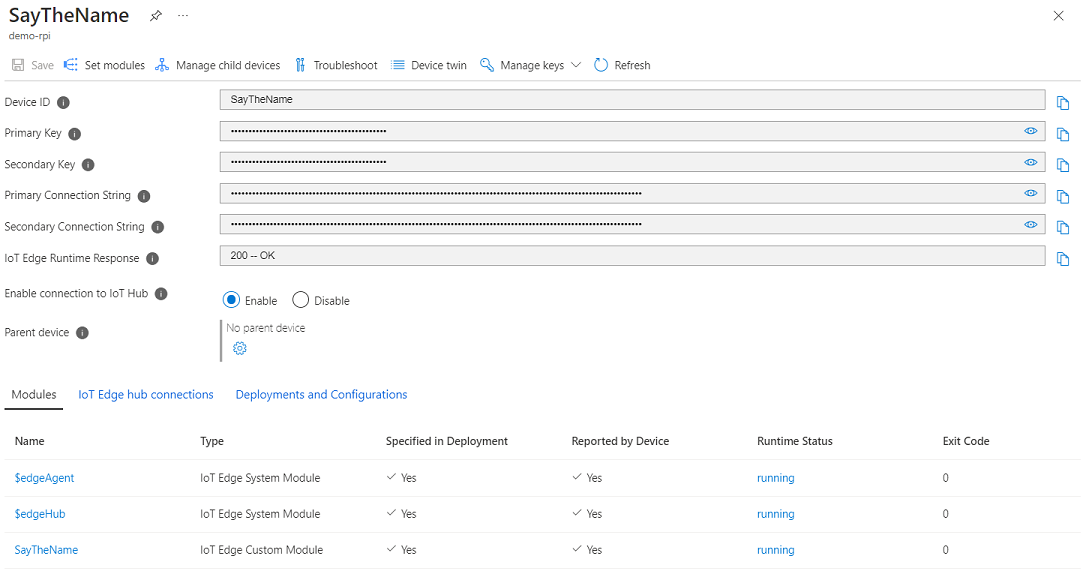 SayTheName ...
demo-rpi
Save Set modules Manage child devices Troubleshoot Device twin Manage keys Refresh
Device ID SayTheName
Primary Key ••••••••••••••••••••••••••••••••••••••••••••
Secondary Key ••••••••••••••••••••••••••••••••••••••••••••
Primary Connection String
Secondary Connection String
IoT Edge Runtime Response 200 -- OK
Enable connection to IoT Hub Enable Disable
Parent device No parent device
Modules IoT Edge hub connections Deployments and Configurations
Name Type Specified in Deployment Reported by Device Runtime Status Exit Code
$edgeAgent IoT Edge System Module Yes Yes running 0
$edgeHub IoT Edge System Module Yes Yes running 0
SayTheName IoT Edge Custom Module Yes Yes running 0